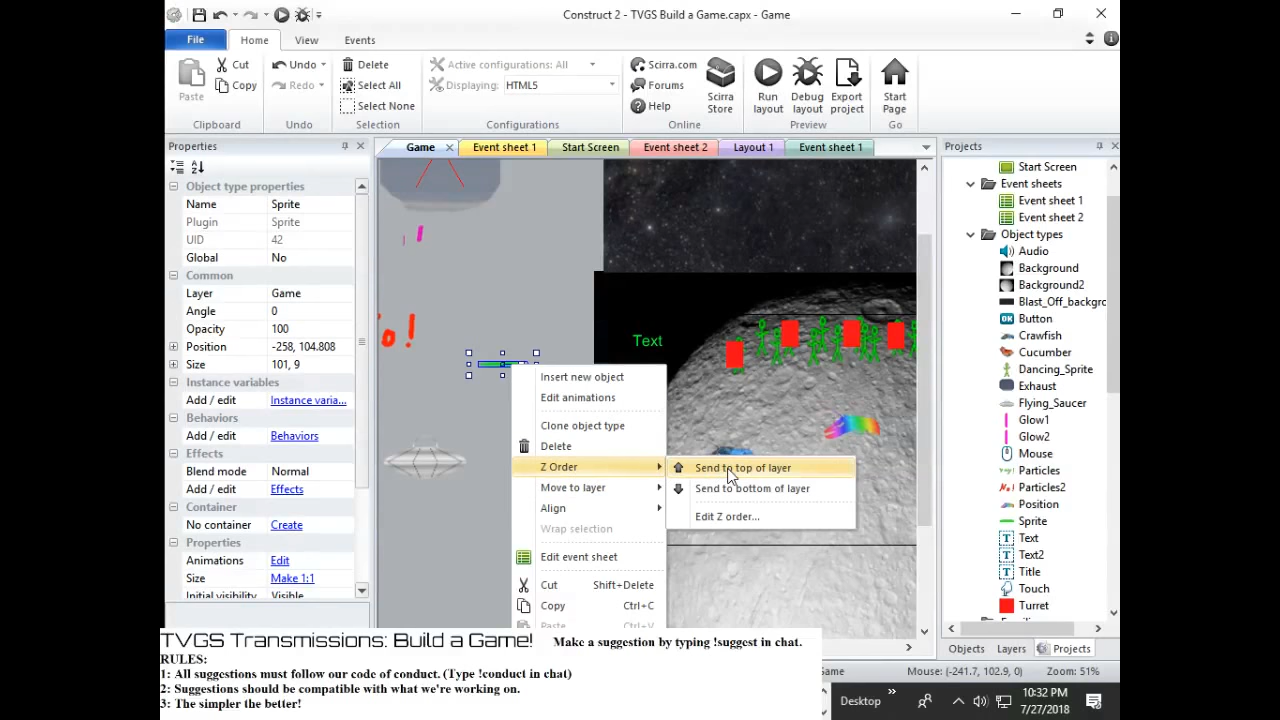 Construct 2 - TVGS Build a Game.capx - Game
File
Home
View
Events
Paste
Cut
Copy
Clipboard
Undo
Redo
Undo
Delete
Select All
Select None
Selection
Active configurations: All
Displaying: HTML5
Configurations
Scirra.com
Forums
Help
Scirra Store
Online
Run layout
Debug layout
Export project
Preview
Start Page
Go
Properties
Game
Event sheet 1
Start Screen
Event sheet 2
Layout 1
Event sheet 1
Projects
Object type properties
Name Sprite
Plugin Sprite
UID 42
Global No
Common
Layer Game
Angle 0
Opacity 100
Position -258, 104.808
Size 101, 9
Instance variables
Add / edit Instance varia...
Behaviors
Add / edit Behaviors
Effects
Blend mode Normal
Add / edit Effects
Container
No container Create
Properties
Animations Edit
Size Make 1:1
Initial visibility Visible
o!
Text
Insert new object
Edit animations
Clone object type
Delete
Z Order
Move to layer
Align
Wrap selection
Edit event sheet
Cut Shift+Delete
Copy Ctrl+C
Paste Ctrl+V
Send to top of layer
Send to bottom of layer
Edit Z order...
Start Screen
Event sheets
Event sheet 1
Event sheet 2
Object types
Audio
Background
Background2
Blast_Off_backgro
Button
Crawfish
Cucumber
Dancing_Sprite
Exhaust
Flying_Saucer
Glow1
Glow2
Mouse
Particles
Particles2
Position
Sprite
Text
Text2
Title
Touch
Turret
Objects
Layers
Projects
ame
Mouse: (-241.7, 102.9, 0)
Zoom: 51%
TVGS Transmissions: Build a Game!
Make a suggestion by typing !suggest in chat.
RULES:
1: All suggestions must follow our code of conduct. (Type !conduct in chat)
2: Suggestions should be compatible with what we're working on.
3: The simpler the better!
Desktop
10:32 PM
7/27/2018